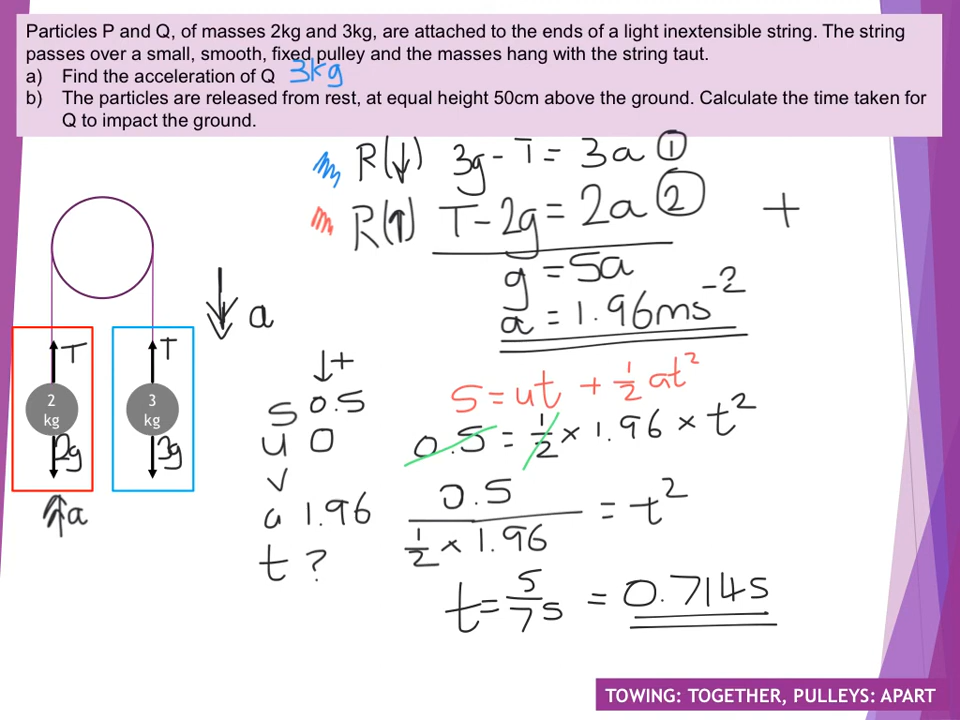 Particles P and Q, of masses 2kg and 3kg, are attached to the ends of a light inextensible string. The string
passes over a small, smooth, fixed pulley and the masses hang with the string taut.
a) Find the acceleration of Q 3kg
b) The particles are released from rest, at equal height 50cm above the ground. Calculate the time taken for
Q to impact the ground.
R(↓) 3g - T = 3a ①
R(↑) T - 2g = 2a ② +
g = 5a
a = 1.96ms⁻²
↓ a
T T
2 kg
3 kg
2g 3g
↑a
↓+
s 0.5
u 0
v
a 1.96
t ?
s = ut + ½at²
0.5 = ½ × 1.96 × t²
0.5 / (½ × 1.96) = t²
t = 5/7 s = 0.714s
TOWING: TOGETHER, PULLEYS: APART